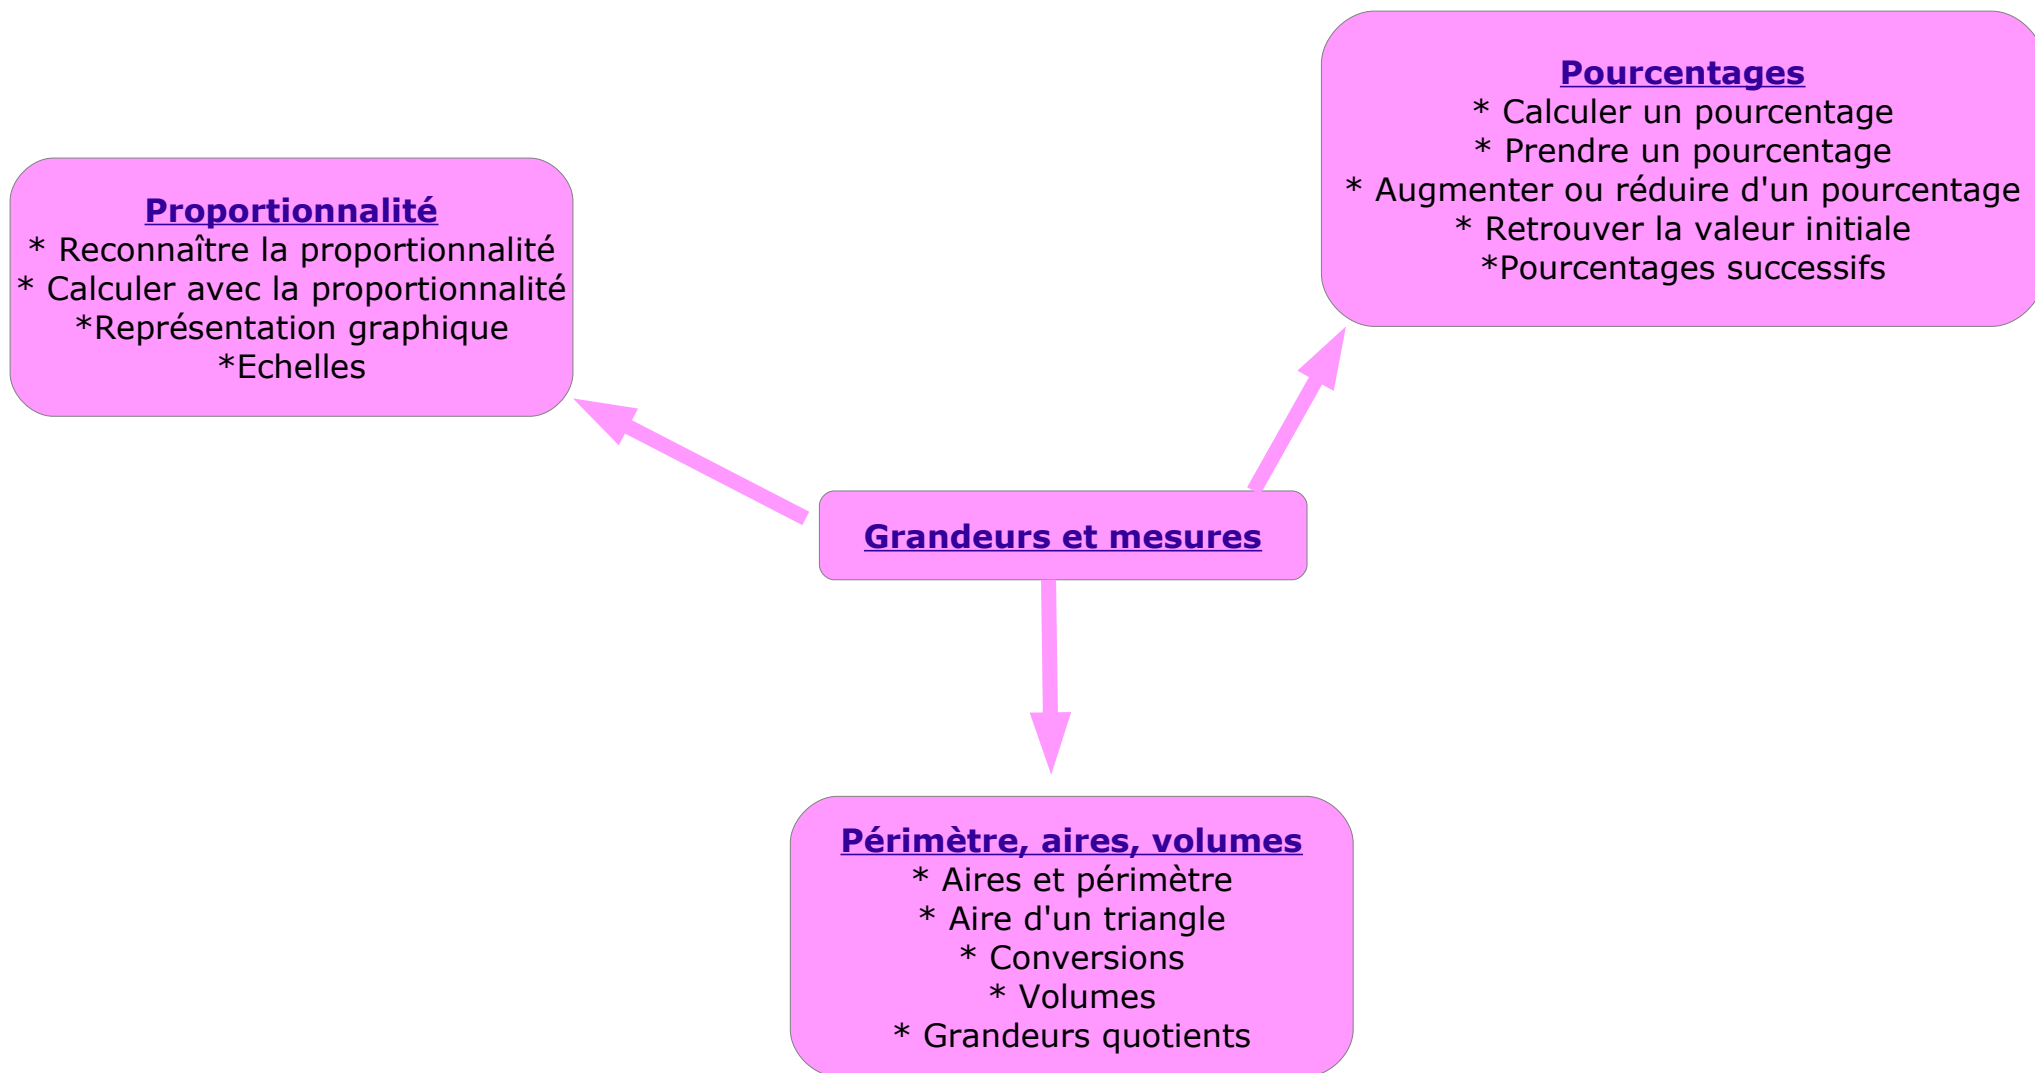 Pourcentages
* Calculer un pourcentage
* Prendre un pourcentage
* Augmenter ou réduire d'un pourcentage
* Retrouver la valeur initiale
*Pourcentages successifs
Proportionnalité
* Reconnaître la proportionnalité
* Calculer avec la proportionnalité
*Représentation graphique
*Echelles
Grandeurs et mesures
Périmètre, aires, volumes
* Aires et périmètre
* Aire d'un triangle
* Conversions
* Volumes
* Grandeurs quotients